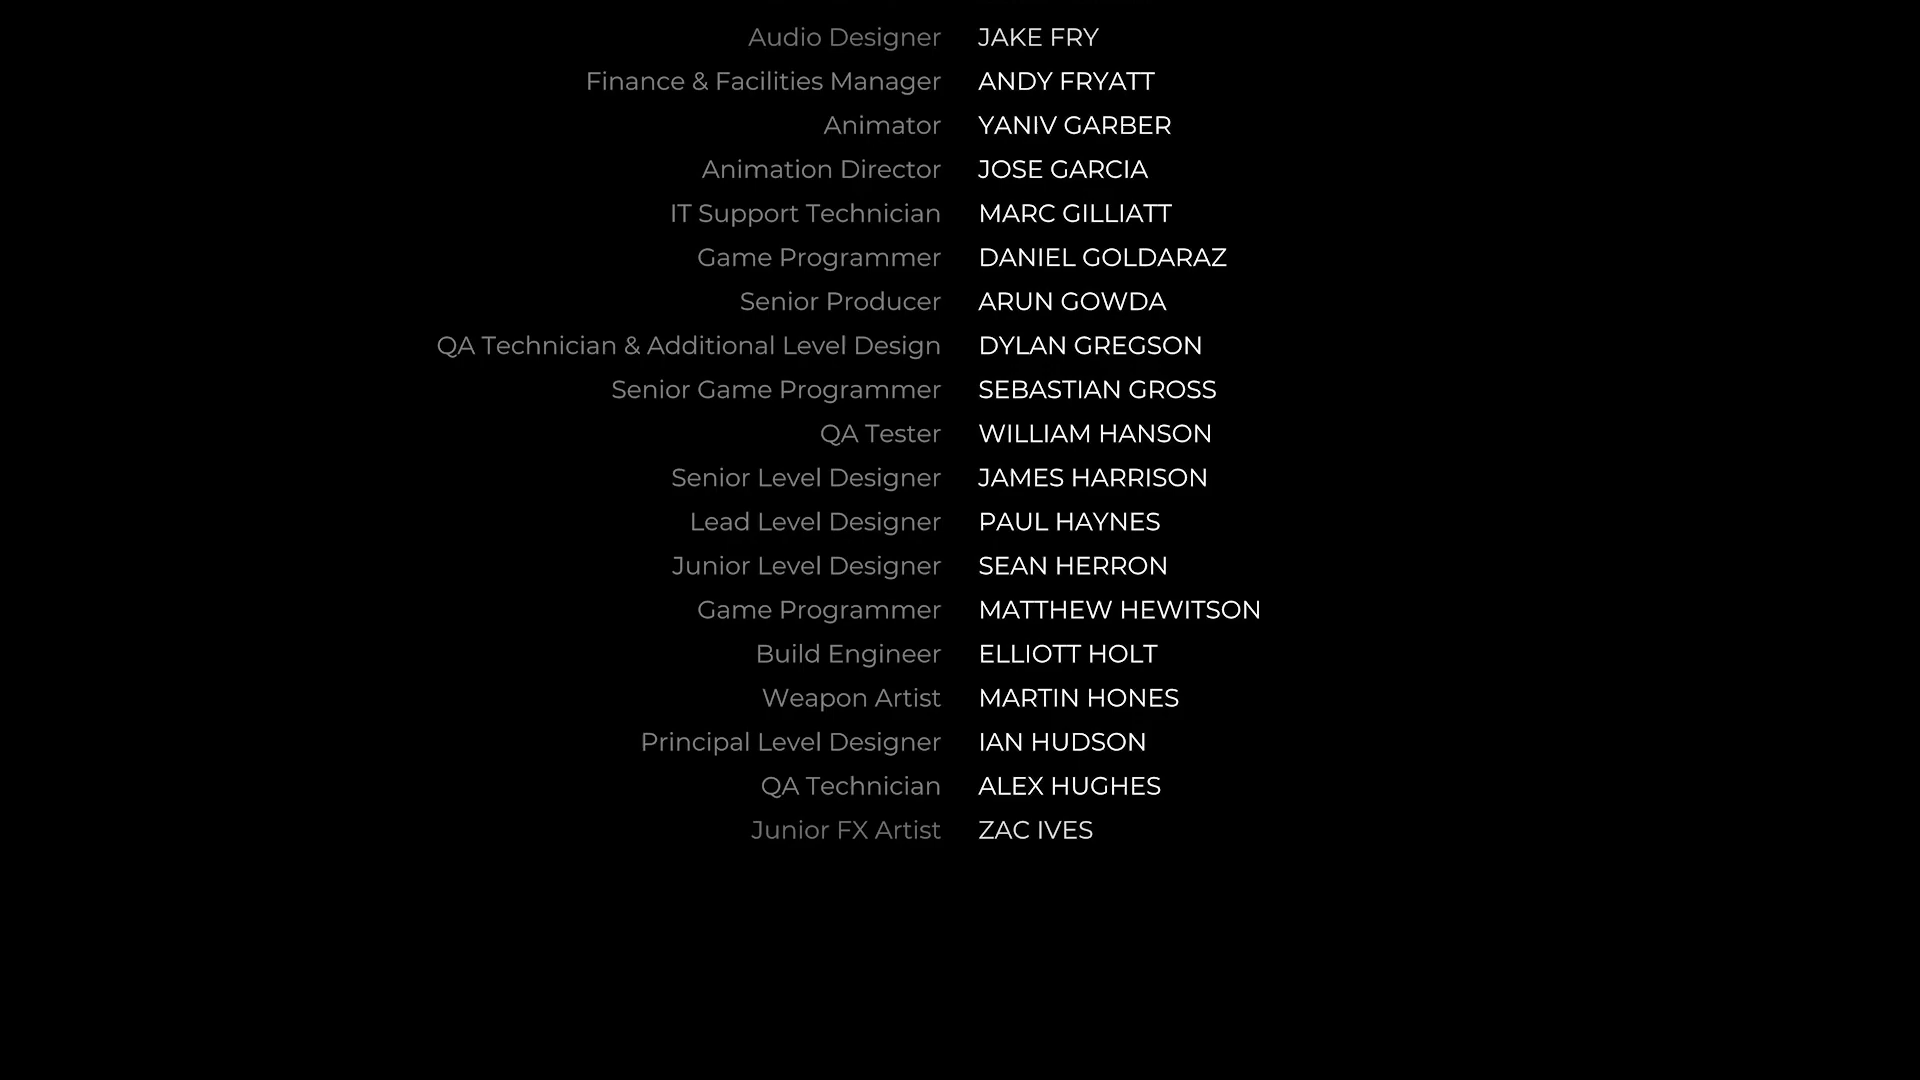 Audio Designer JAKE FRY
Finance & Facilities Manager ANDY FRYATT
Animator YANIV GARBER
Animation Director JOSE GARCIA
IT Support Technician MARC GILLIATT
Game Programmer DANIEL GOLDARAZ
Senior Producer ARUN GOWDA
QA Technician & Additional Level Design DYLAN GREGSON
Senior Game Programmer SEBASTIAN GROSS
QA Tester WILLIAM HANSON
Senior Level Designer JAMES HARRISON
Lead Level Designer PAUL HAYNES
Junior Level Designer SEAN HERRON
Game Programmer MATTHEW HEWITSON
Build Engineer ELLIOTT HOLT
Weapon Artist MARTIN HONES
Principal Level Designer IAN HUDSON
QA Technician ALEX HUGHES
Junior FX Artist ZAC IVES